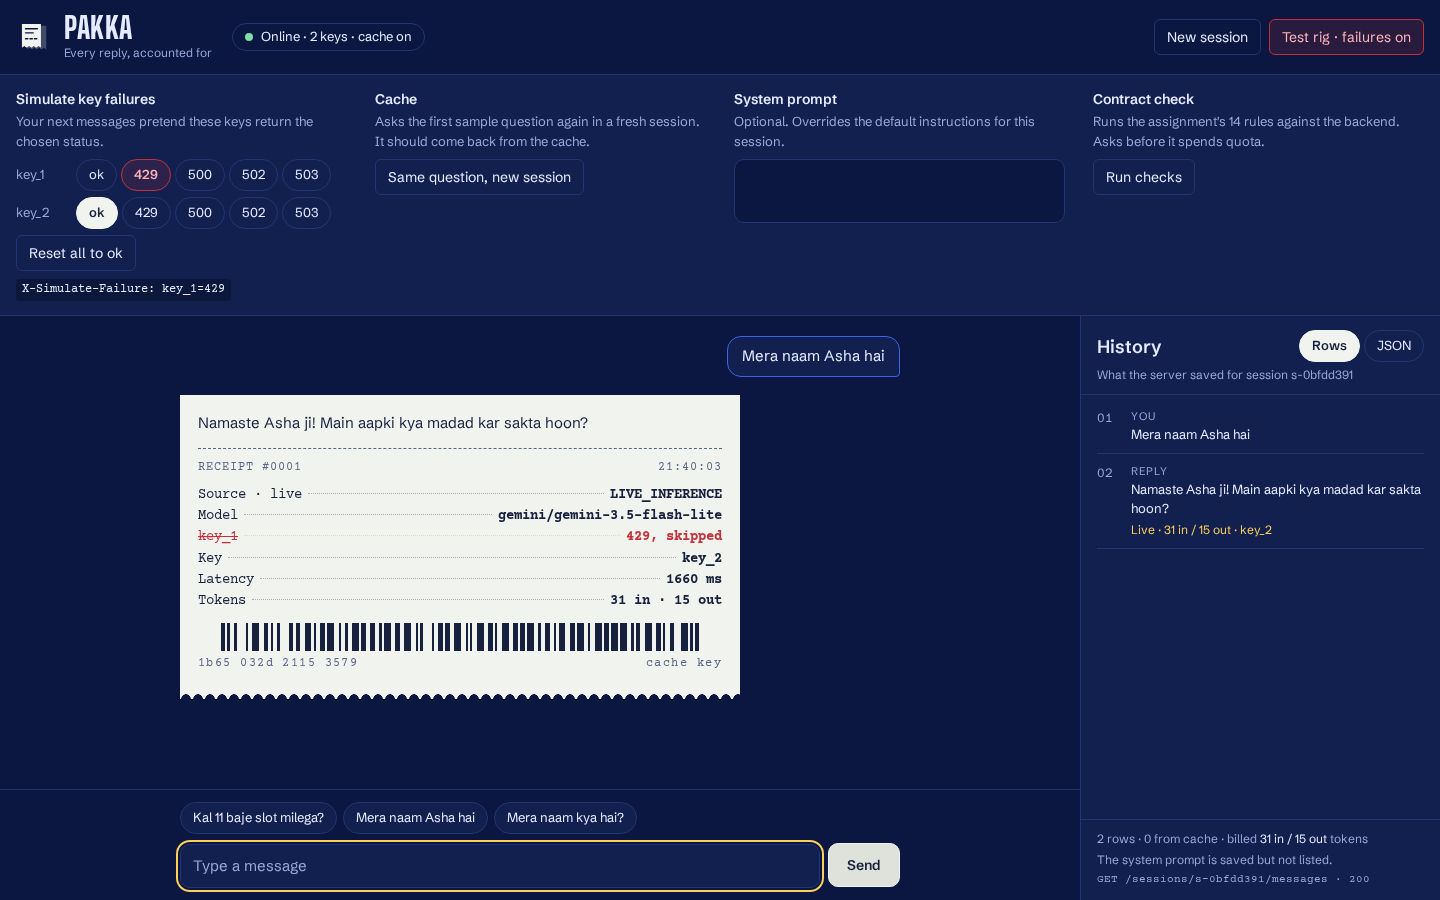 PAKKA
Every reply, accounted for
Online · 2 keys · cache on
New session
Test rig · failures on
Simulate key failures
Your next messages pretend these keys return the
chosen status.
key_1 ok 429 500 502 503
key_2 ok 429 500 502 503
Reset all to ok
X-Simulate-Failure: key_1=429
Cache
Asks the first sample question again in a fresh session.
It should come back from the cache.
Same question, new session
System prompt
Optional. Overrides the default instructions for this
session.
Contract check
Runs the assignment's 14 rules against the backend.
Asks before it spends quota.
Run checks
Mera naam Asha hai
Namaste Asha ji! Main aapki kya madad kar sakta hoon?
RECEIPT #0001 21:40:03
Source · live LIVE_INFERENCE
Model gemini/gemini-3.5-flash-lite
key_1 429, skipped
Key key_2
Latency 1660 ms
Tokens 31 in · 15 out
1b65 032d 2115 3579 cache key
Kal 11 baje slot milega? Mera naam Asha hai Mera naam kya hai?
Type a message
Send
History
Rows JSON
What the server saved for session s-0bfdd391
01 YOU
Mera naam Asha hai
02 REPLY
Namaste Asha ji! Main aapki kya madad kar sakta
hoon?
Live · 31 in / 15 out · key_2
2 rows · 0 from cache · billed 31 in / 15 out tokens
The system prompt is saved but not listed.
GET /sessions/s-0bfdd391/messages · 200